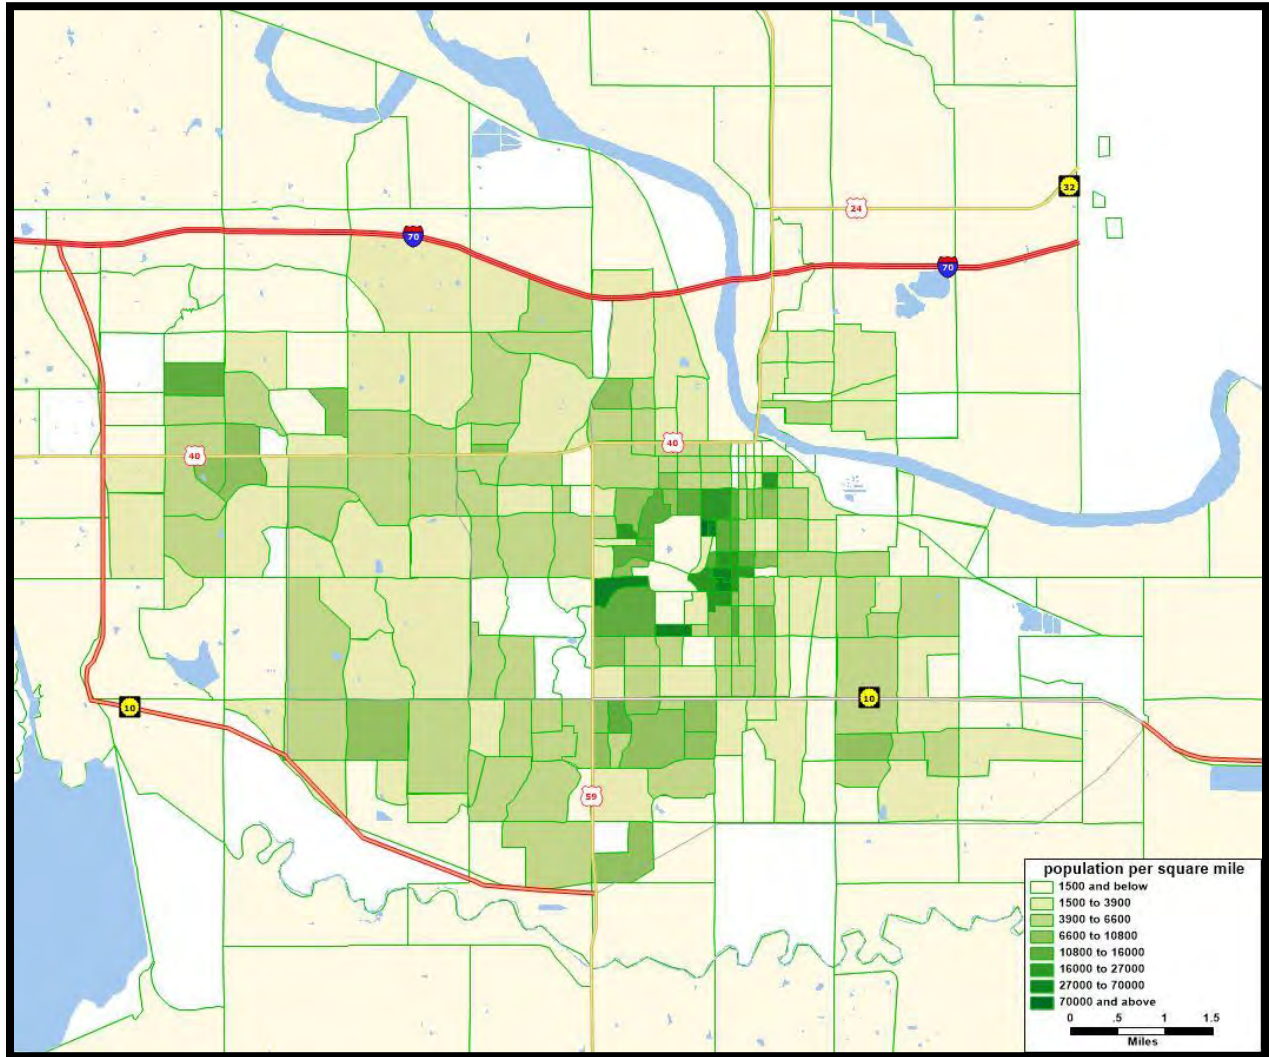 32
24
70
70
40
40
10
10
59
population per square mile
1500 and below
1500 to 3900
3900 to 6600
6600 to 10800
10800 to 16000
16000 to 27000
27000 to 70000
70000 and above
0 .5 1 1.5
Miles